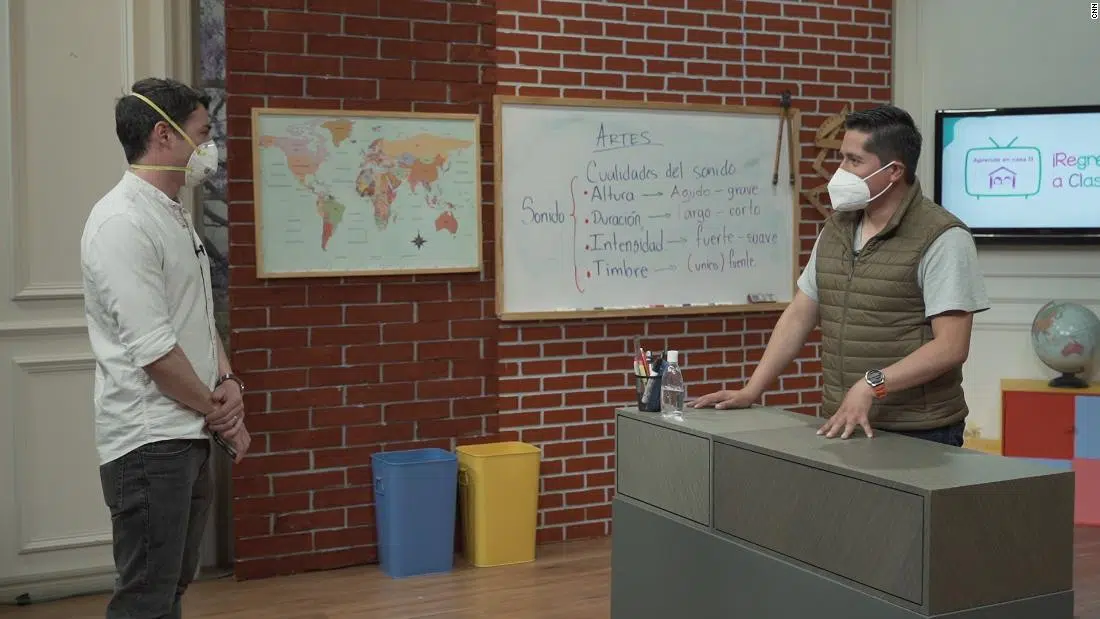 ARTES
Cualidades del sonido
Sonido
Altura → Agudo - grave
Duración → largo - corto
Intensidad → fuerte - suave
Timbre → (unico) fuente
Aprende en casa II
¡Regre
a Clas
CNN